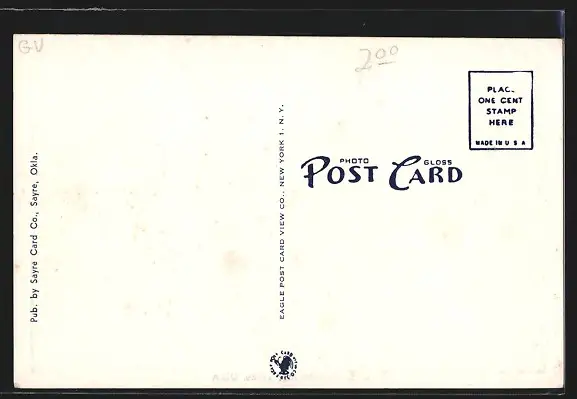 GV
2.00
PLAC.
ONE CENT
STAMP
HERE
MADE IN U S A
PHOTO GLOSS
POST CARD
EAGLE POST CARD VIEW CO., NEW YORK 1, N. Y.
Pub. by Sayre Card Co., Sayre, Okla.